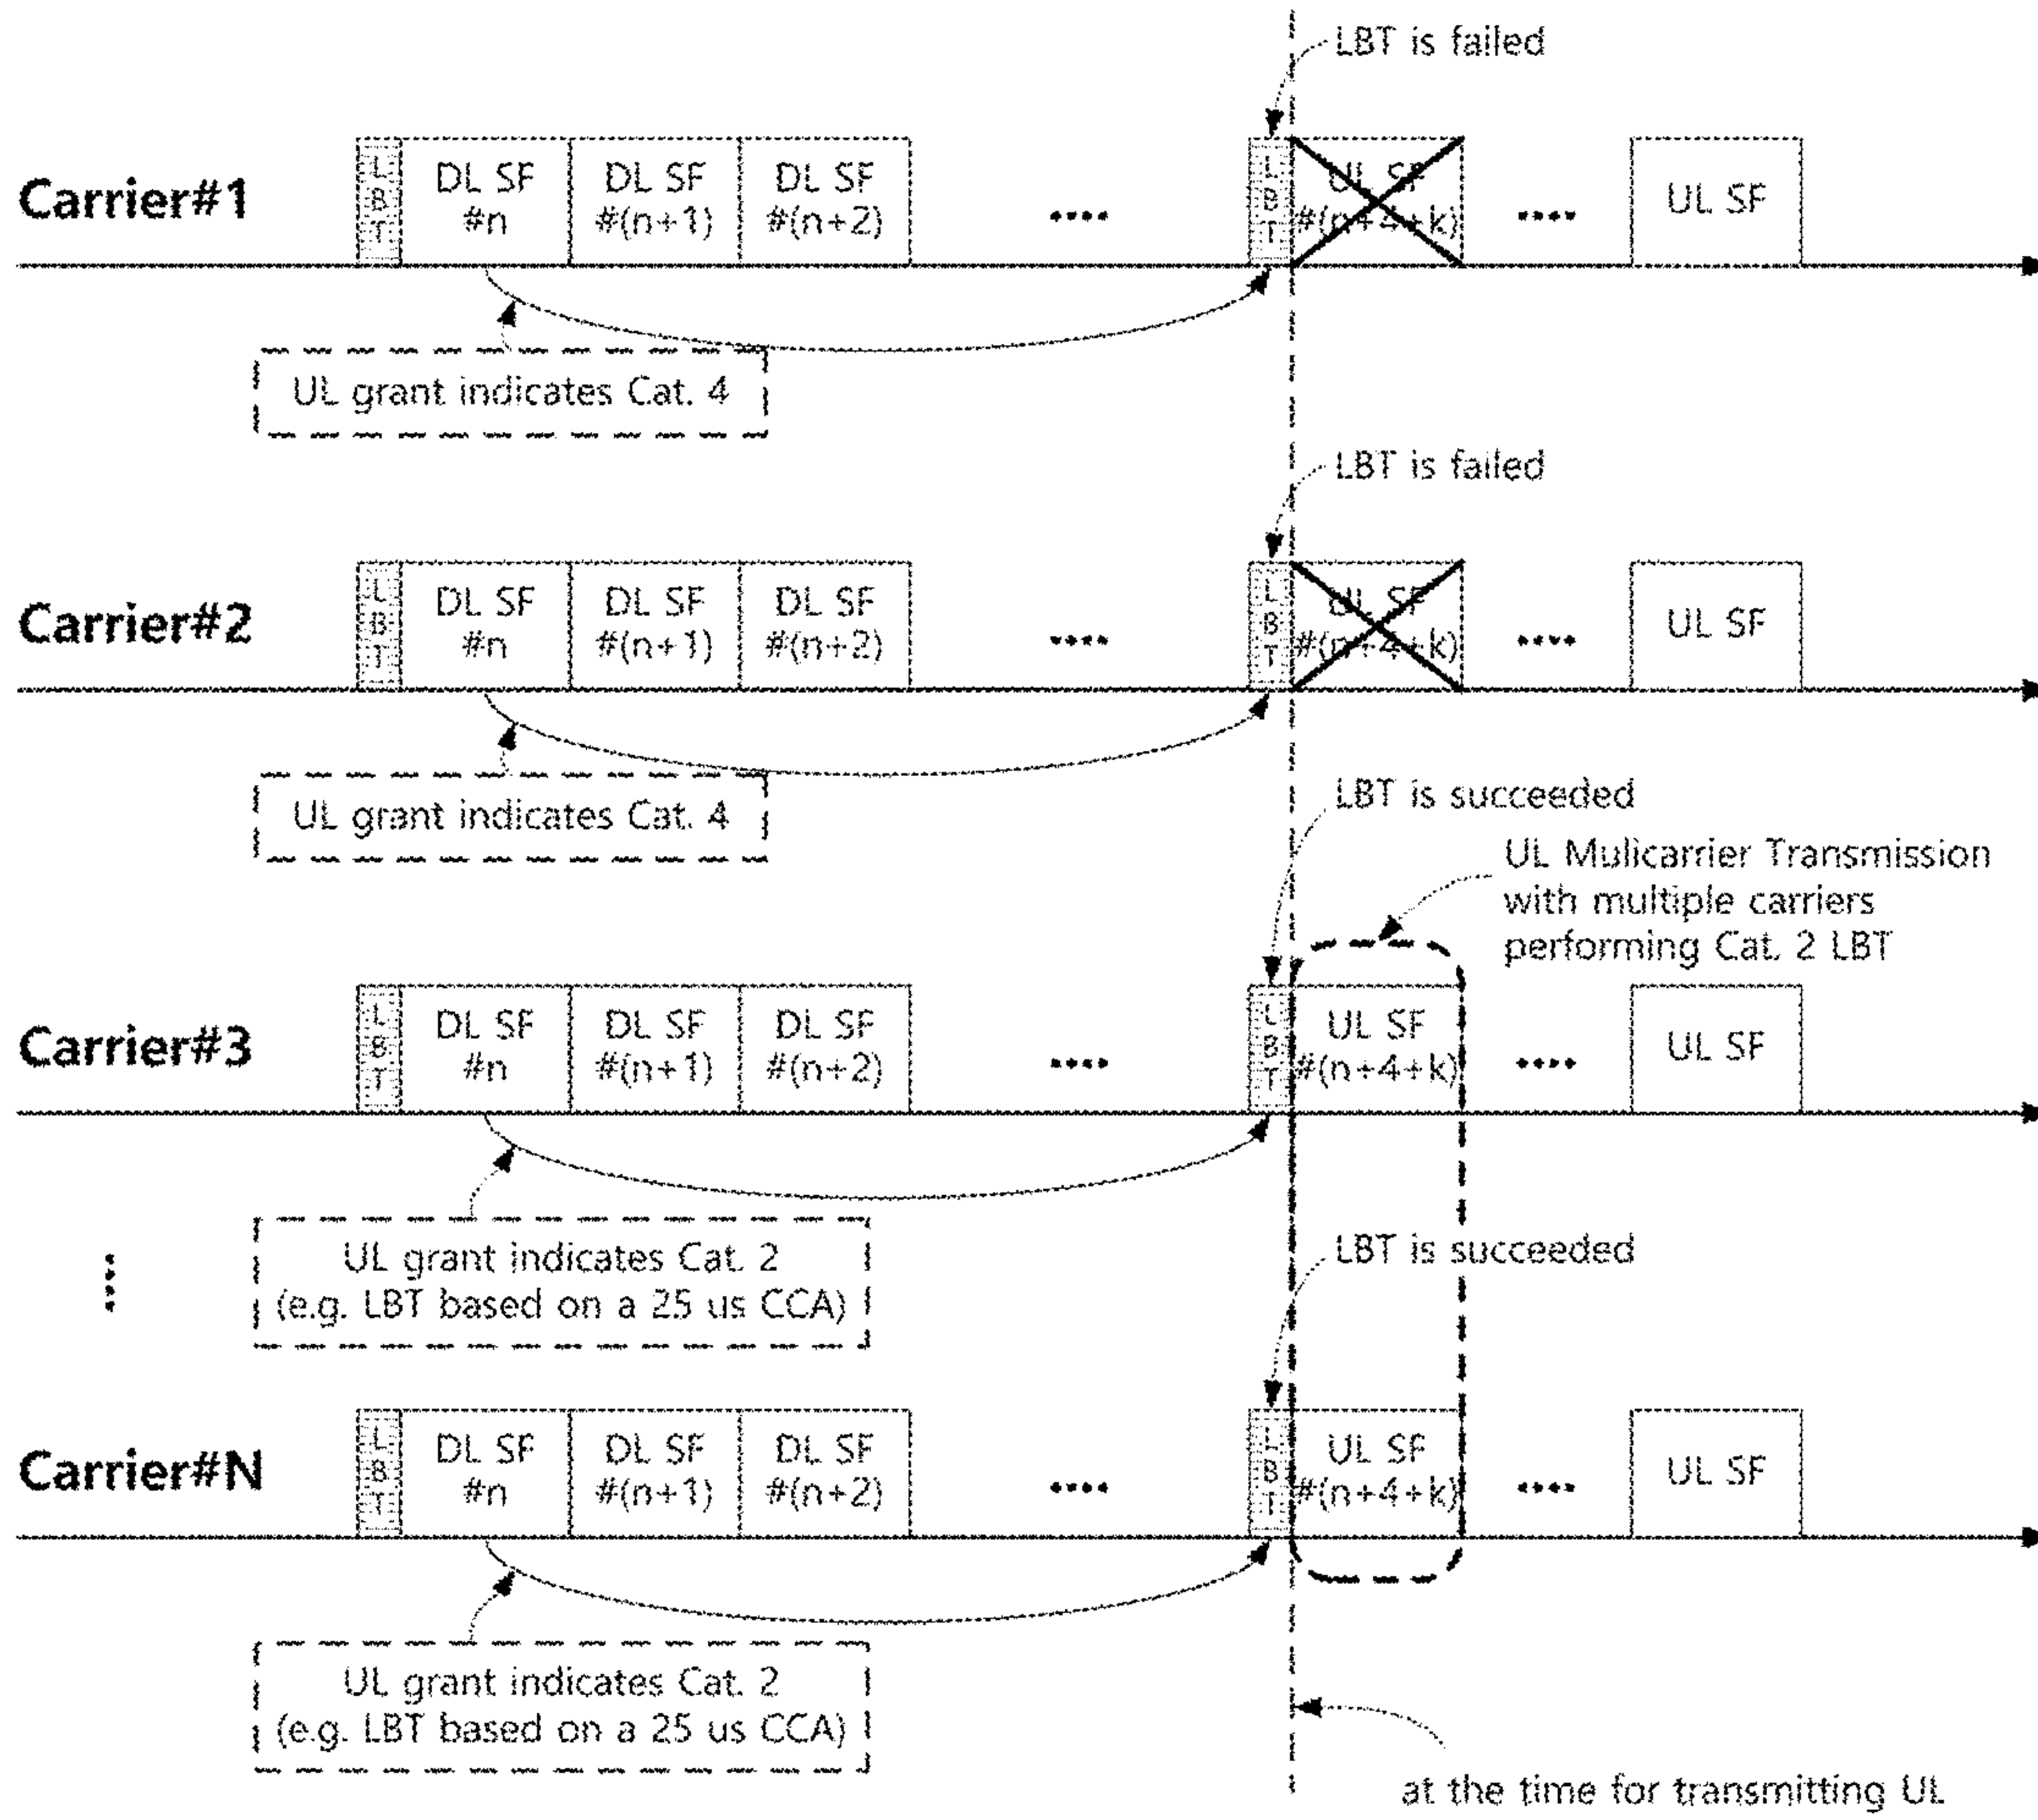 LBT is failed
Carrier#1
L
B
T
DL SF
#n
DL SF
#(n+1)
DL SF
#(n+2)
....
L
B
T
UL SF
#(n+4+k)
....
UL SF
UL grant indicates Cat. 4
LBT is failed
Carrier#2
L
B
T
DL SF
#n
DL SF
#(n+1)
DL SF
#(n+2)
....
L
B
T
UL SF
#(n+4+k)
....
UL SF
UL grant indicates Cat. 4
LBT is succeeded
UL Mulicarrier Transmission
with multiple carriers
performing Cat. 2 LBT
Carrier#3
L
B
T
DL SF
#n
DL SF
#(n+1)
DL SF
#(n+2)
....
L
B
T
UL SF
#(n+4+k)
....
UL SF
UL grant indicates Cat. 2
(e.g. LBT based on a 25 us CCA)
LBT is succeeded
Carrier#N
L
B
T
DL SF
#n
DL SF
#(n+1)
DL SF
#(n+2)
....
L
B
T
UL SF
#(n+4+k)
....
UL SF
UL grant indicates Cat. 2
(e.g. LBT based on a 25 us CCA)
at the time for transmitting UL